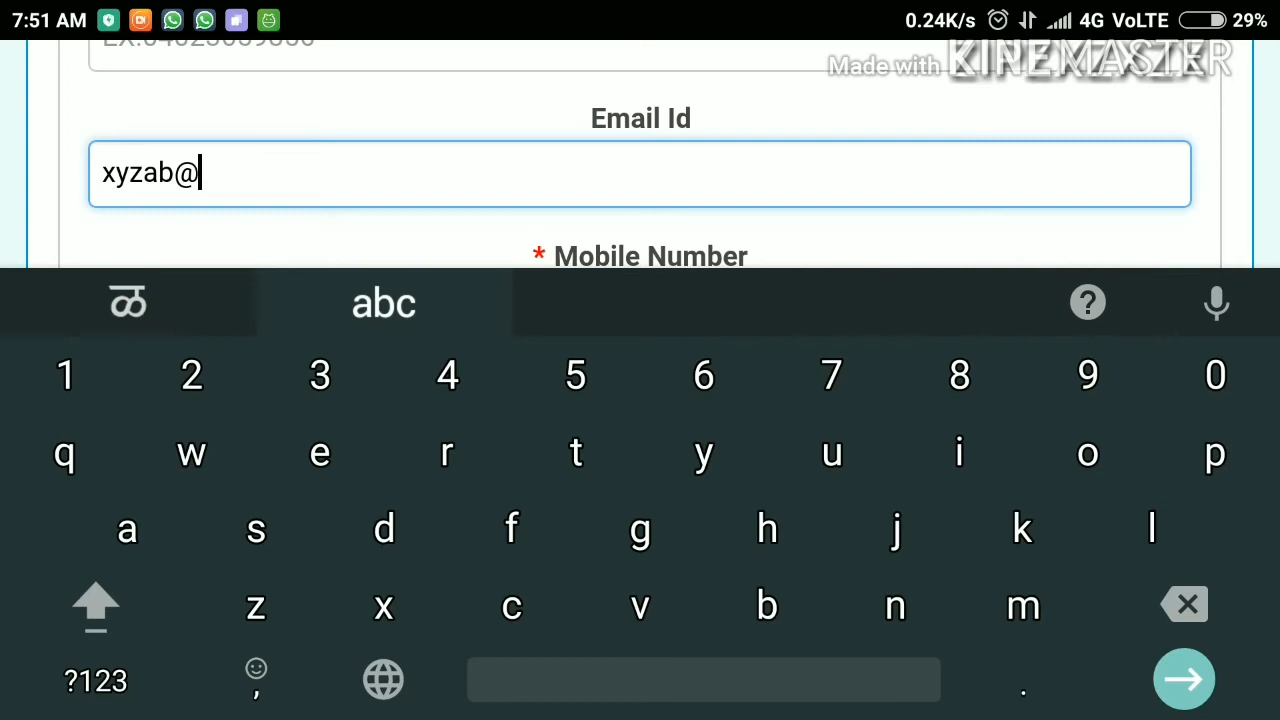 7:51 AM 0.24K/s 4G VoLTE 29%
Made with KINEMASTER
Email Id
xyzab@
* Mobile Number
ळ abc ?
1 2 3 4 5 6 7 8 9 0
q w e r t y u i o p
a s d f g h j k l
z x c v b n m
?123 , .